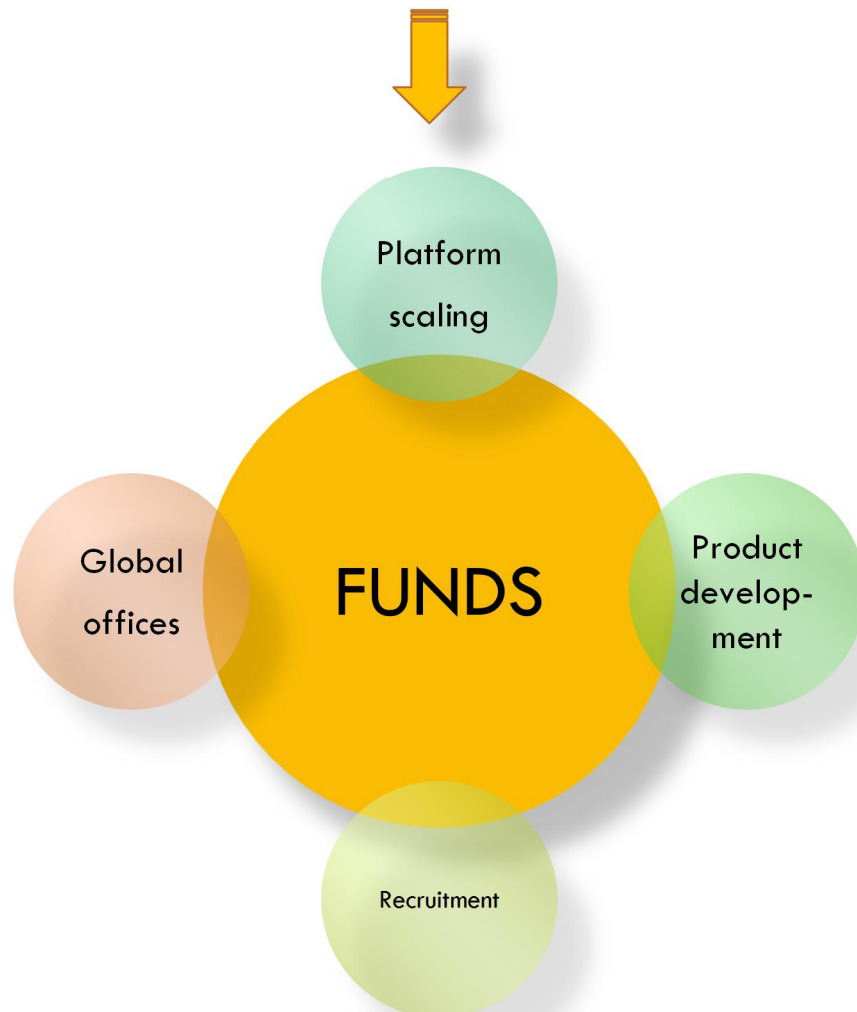 Platform
scaling
Global
offices
FUNDS
Product
develop-
ment
Recruitment